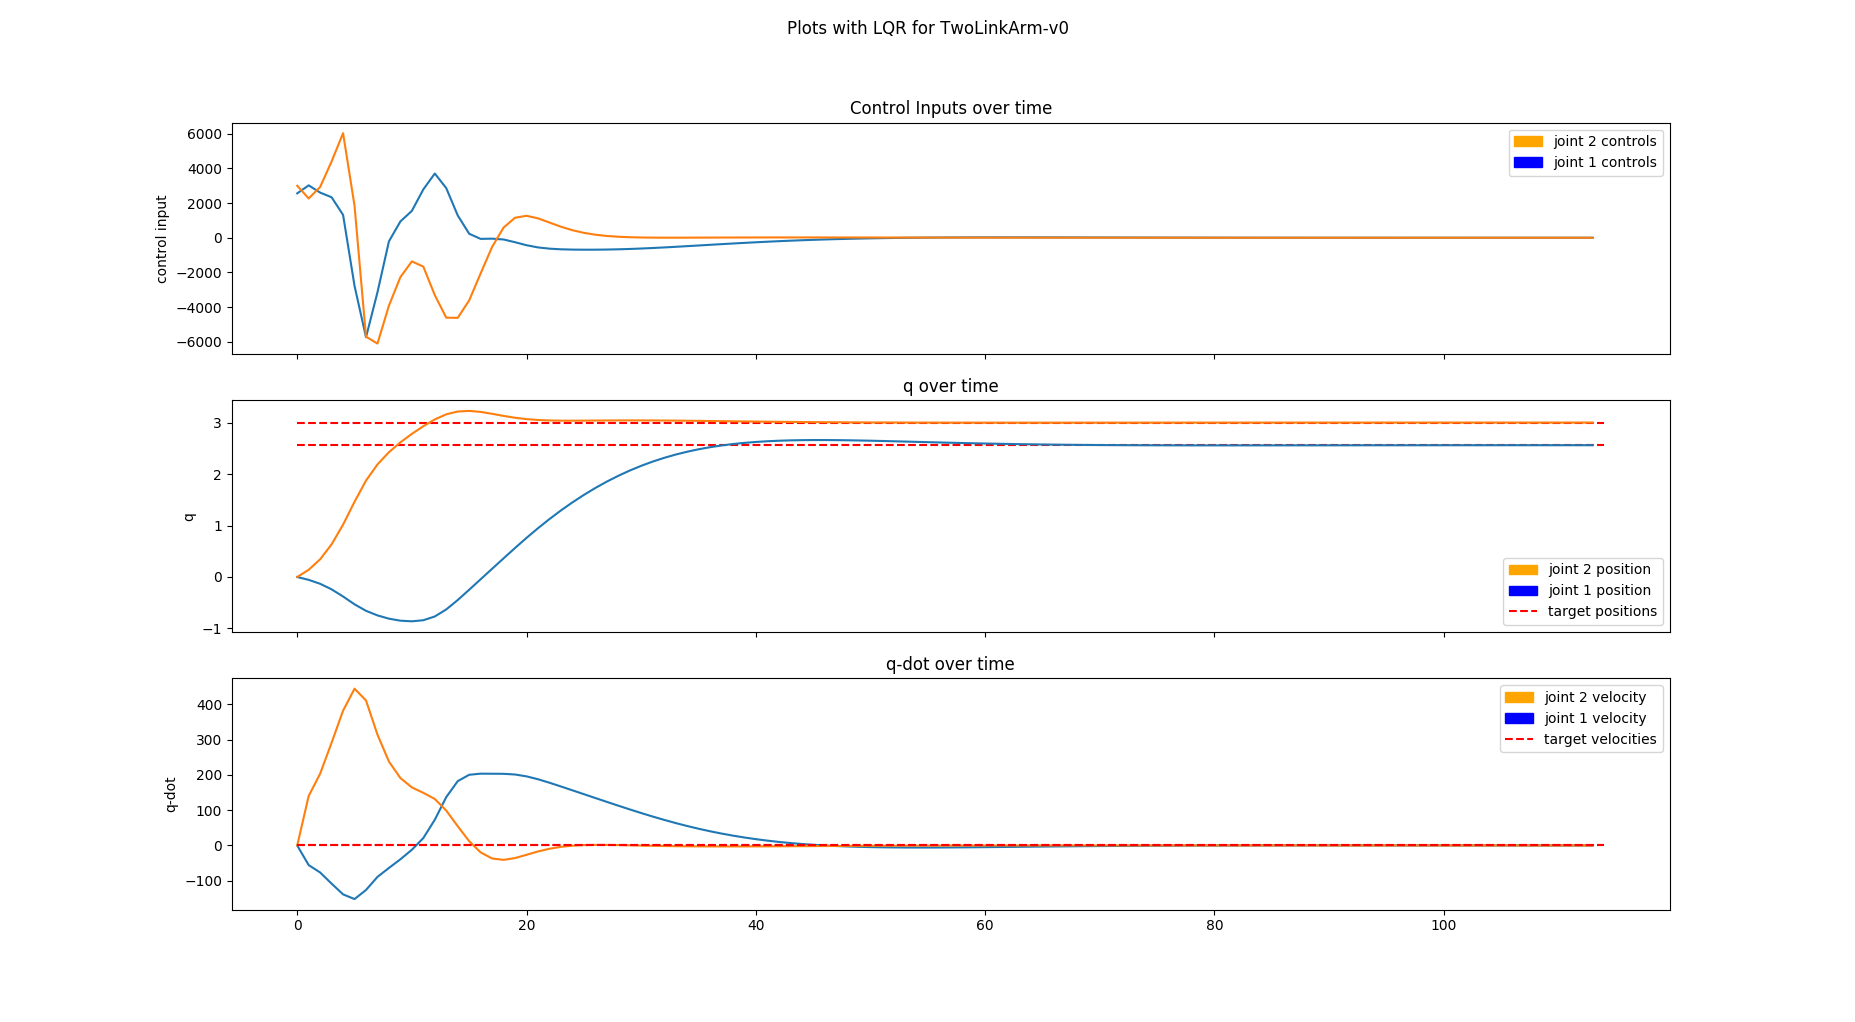 Plots with LQR for TwoLinkArm-v0
Control Inputs over time
control input
6000
4000
2000
0
−2000
−4000
−6000
joint 2 controls
joint 1 controls
q over time
q
3
2
1
0
−1
joint 2 position
joint 1 position
target positions
q-dot over time
q-dot
400
300
200
100
0
−100
joint 2 velocity
joint 1 velocity
target velocities
0 20 40 60 80 100